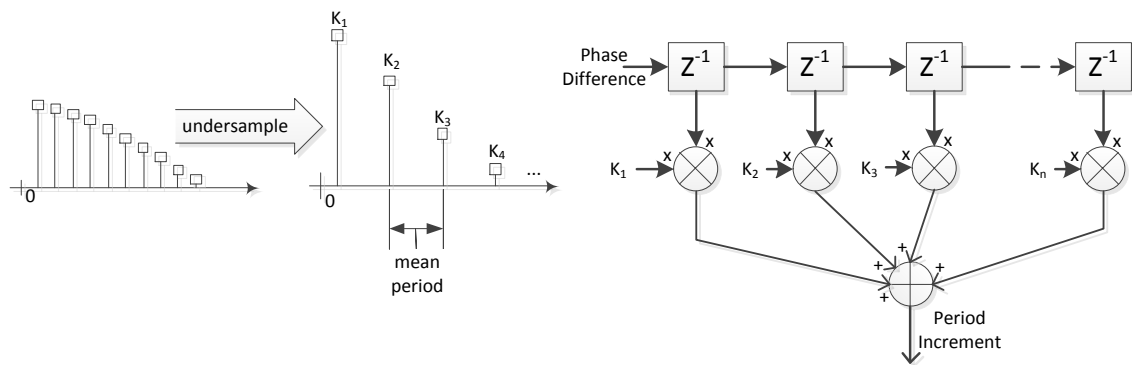 undersample
0
K1
K2
K3
K4
...
0
mean
period
Phase
Difference
Z-1
Z-1
Z-1
Z-1
K1
x
x
K2
x
x
K3
x
x
Kn
x
x
+
+
+
+
Period
Increment